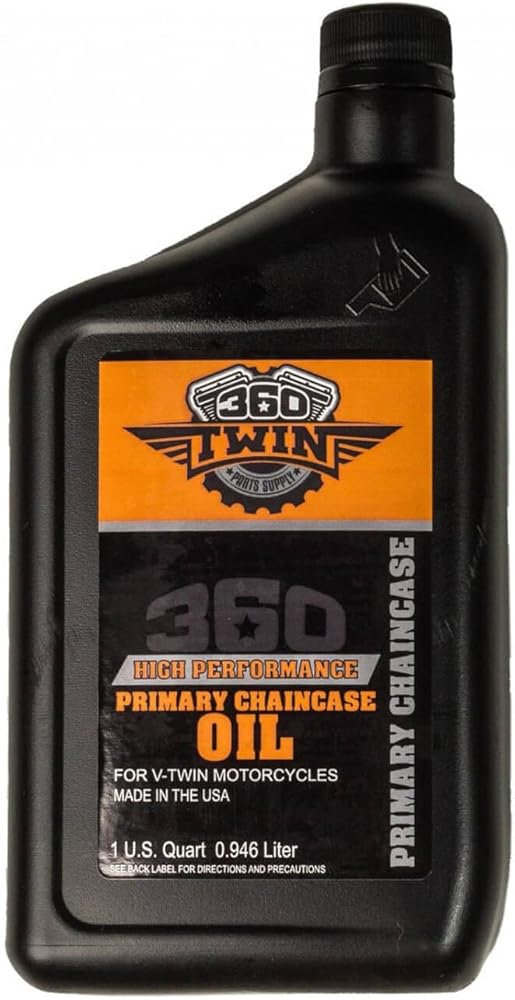 360
TWIN
PARTS SUPPLY
360
HIGH PERFORMANCE
PRIMARY CHAINCASE
OIL
FOR V-TWIN MOTORCYCLES
MADE IN THE USA
1 U.S. Quart 0.946 Liter
SEE BACK LABEL FOR DIRECTIONS AND PRECAUTIONS
PRIMARY CHAINCASE